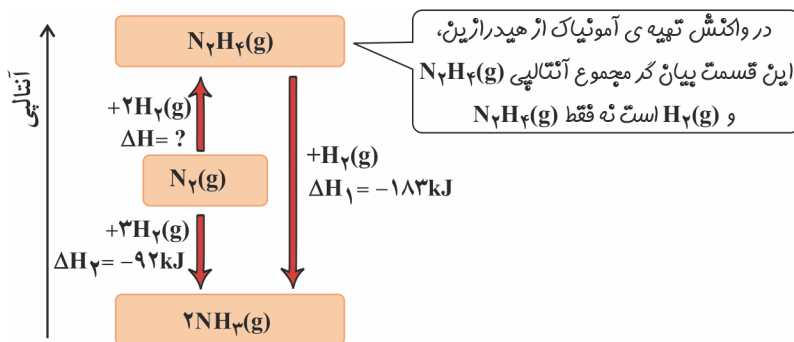 آنتالپی
N۲H۴(g)
+۲H۲(g)
ΔH= ?
N۲(g)
+۳H۲(g)
ΔH۲= −۹۲kJ
+H۲(g)
ΔH۱= −۱۸۳kJ
۲NH۳(g)
در واکنش تهیه ی آمونیاک از هیدرازین،
این قسمت بیان گر مجموع آنتالپی N۲H۴(g)
و H۲(g) است نه فقط N۲H۴(g)